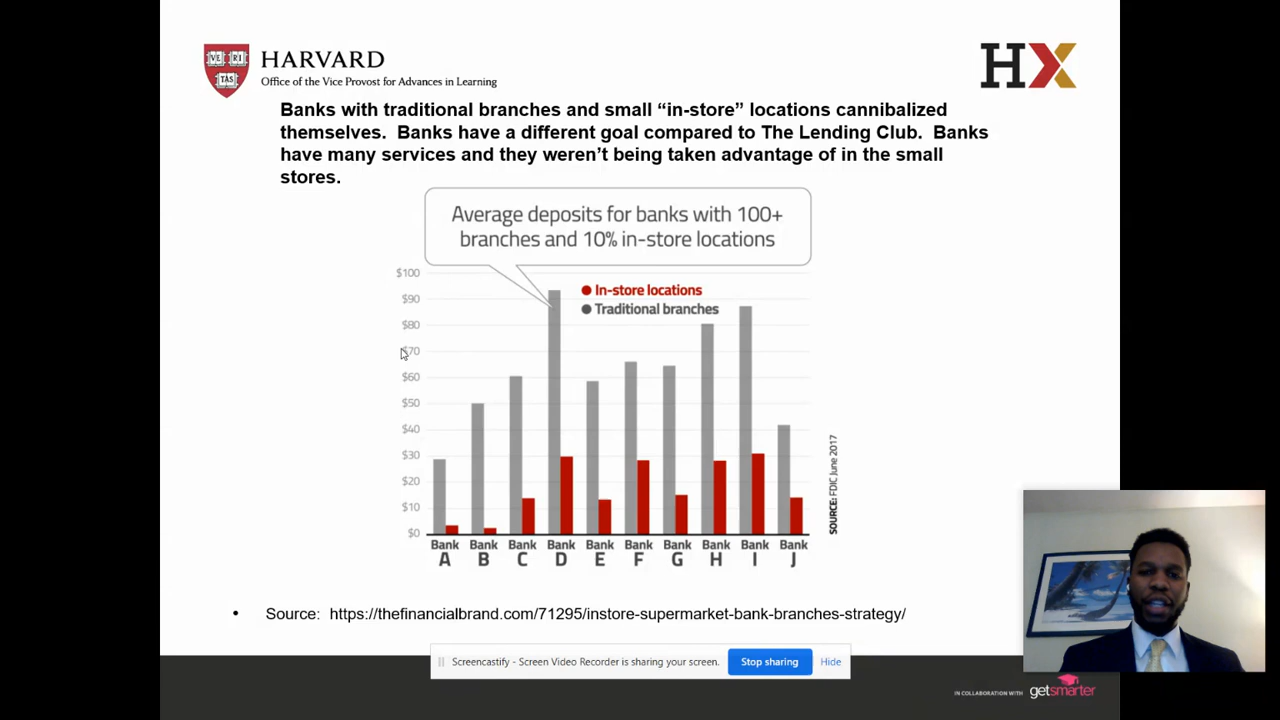 HARVARD
Office of the Vice Provost for Advances in Learning
VE RI
TAS
HX
Banks with traditional branches and small “in-store” locations cannibalized
themselves.  Banks have a different goal compared to The Lending Club.  Banks
have many services and they weren’t being taken advantage of in the small
stores.
Average deposits for banks with 100+
branches and 10% in-store locations
In-store locations
Traditional branches
$100
$90
$80
$70
$60
$50
$40
$30
$20
$10
$0
Bank Bank Bank Bank Bank Bank Bank Bank Bank Bank
A B C D E F G H I J
SOURCE: FDIC June 2017
• Source:  https://thefinancialbrand.com/71295/instore-supermarket-bank-branches-strategy/
Screencastify - Screen Video Recorder is sharing your screen. Stop sharing Hide
IN COLLABORATION WITH getsmarter